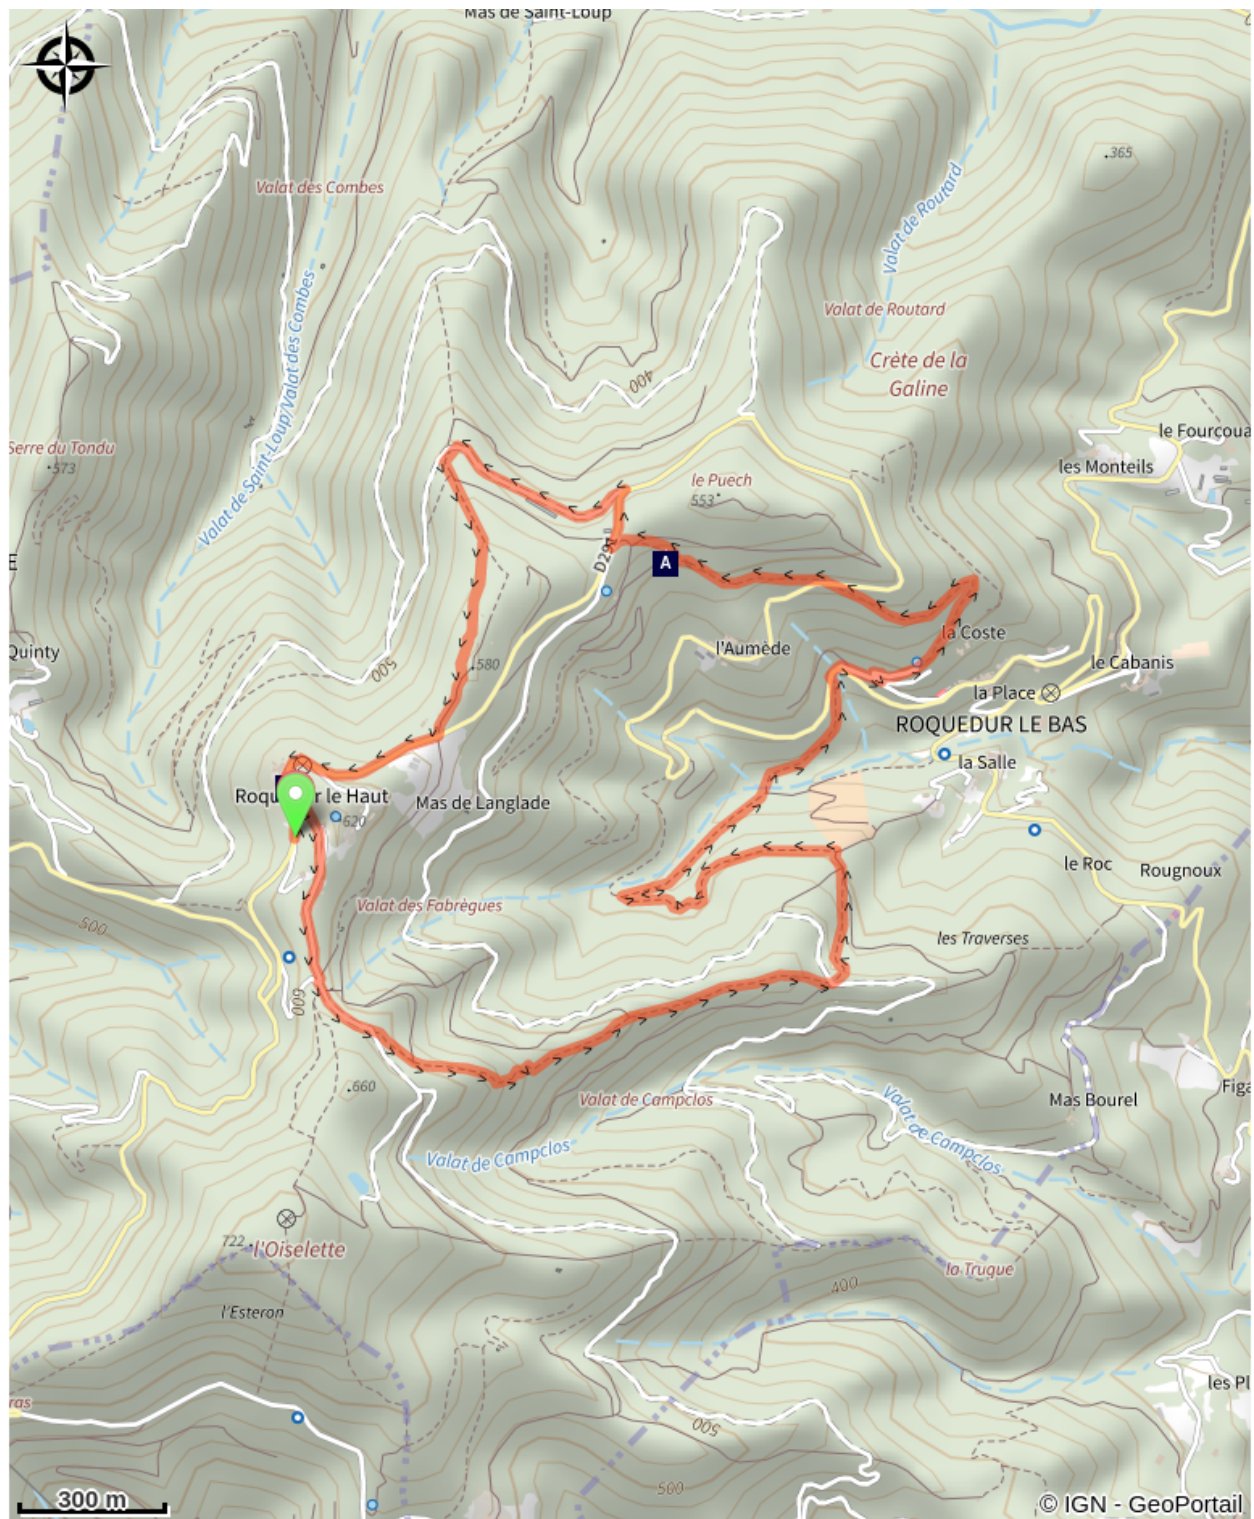 Mas de Saint-Loup
365
Valat des Combes
Valat de Routard
Valat de Routard
Crète de la
Galine
Valat de Saint-Loup/Valat des Combes
400
le Fourcoua
Serre du Tondu
573
les Monteils
le Puech
553
D291
A
E
Quinty
la Coste
l'Aumède
le Cabanis
500
580
la Place
ROQUEDUR LE BAS
la Salle
Mas de Langlade
620
le Roc
Rougnoux
Valat des Fabrègues
500
les Traverses
600
660
Valat de Campclos
Valat de Campclos
Mas Bourel
Figa
Valat de Campclos
722
l'Oiselette
la Truque
400
l'Esteron
les Pl
ras
500
500
300 m
© IGN - GeoPortail